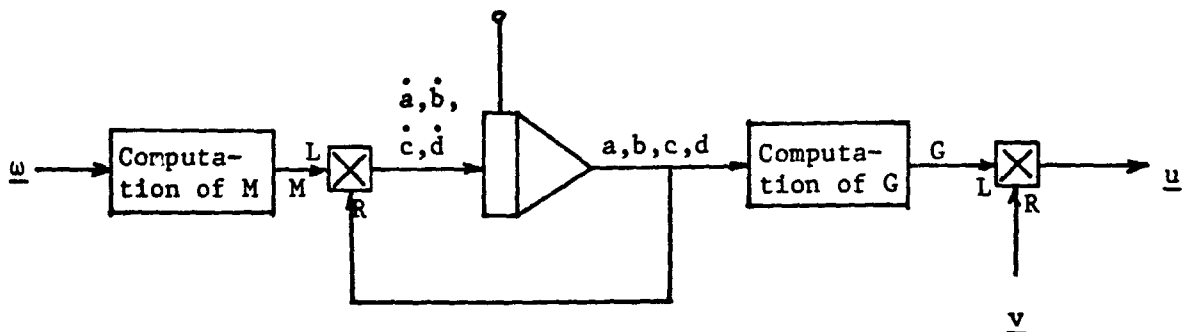 ω
Computa-
tion of M
L
M
R
ȧ,ḃ,
ċ,ḋ
a,b,c,d
Computa-
tion of G
G
L
R
u
v